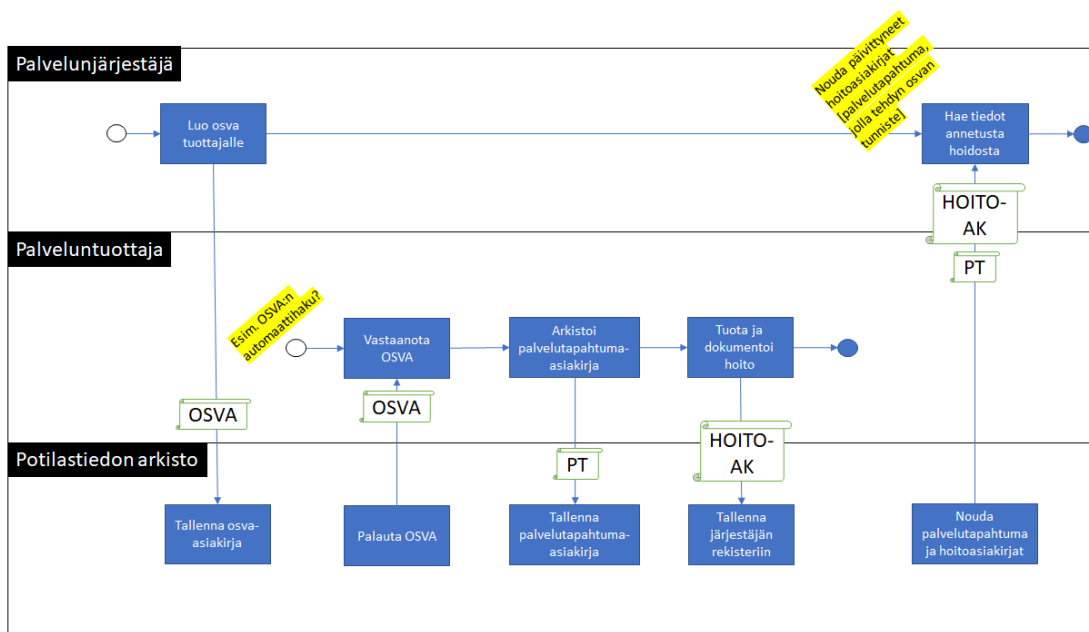 Palvelunjärjestäjä
Luo osva
tuottajalle
Nouda päivittyneet
hoitoasiakirjat
[palvelutapahtuma,
jolla tehdyn osvan
tunniste]
Hae tiedot
annetusta
hoidosta
HOITO-
AK
PT
Palveluntuottaja
Esim. OSVA:n
automaattihaku?
Vastaanota
OSVA
Arkistoi
palvelutapahtuma-
asiakirja
Tuota ja
dokumentoi
hoito
OSVA
OSVA
PT
HOITO-
AK
Potilastiedon arkisto
Tallenna osva-
asiakirja
Palauta OSVA
Tallenna
palvelutapahtuma-
asiakirja
Tallenna
järjestäjän
rekisteriin
Nouda
palvelutapahtuma
ja hoitoasiakirjat